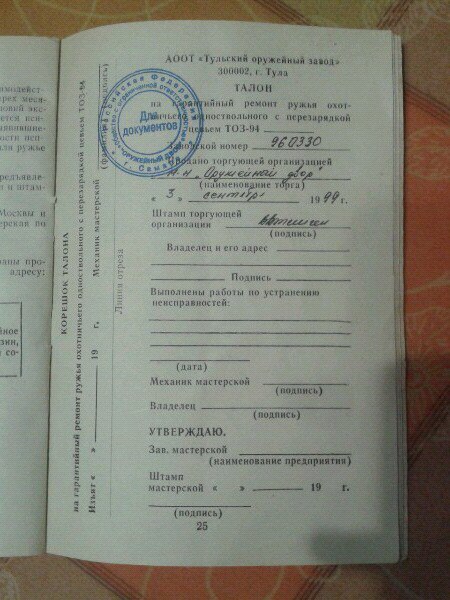 АООТ «Тульский оружейный завод»
300002, г. Тула
ТАЛОН
на гарантийный ремонт ружья охот-
ничьего одноствольного с перезарядкой
цевьем ТОЗ-94
Заводской номер 960330
Продано торгующей организацией
"Оружейный двор"
(наименование торга)
« 3 » сентября 1999 г.
Штамп торгующей
организации
(подпись)
Владелец и его адрес
Подпись
Выполнены работы по устранению
неисправностей:
(дата)
Механик мастерской
(подпись)
Владелец
(подпись)
УТВЕРЖДАЮ.
Зав. мастерской
(наименование предприятия)
Штамп
мастерской « » 19 г.
(подпись)
25
Для
документов
КОРЕШОК ТАЛОНА
на гарантийный ремонт ружья охотничьего одноствольного с перезарядкой цевьем ТОЗ-94
Изъят « » 19 г. Механик мастерской
Линия отреза